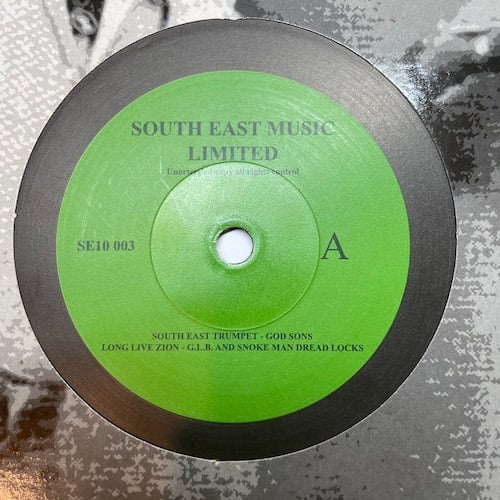 SOUTH EAST MUSIC
LIMITED
copy all rights control
SE10 003
A
SOUTH EAST TRUMPET - GOD SONS
LONG LIVE ZION - G.L.B. AND SNOKE MAN DREAD LOCKS